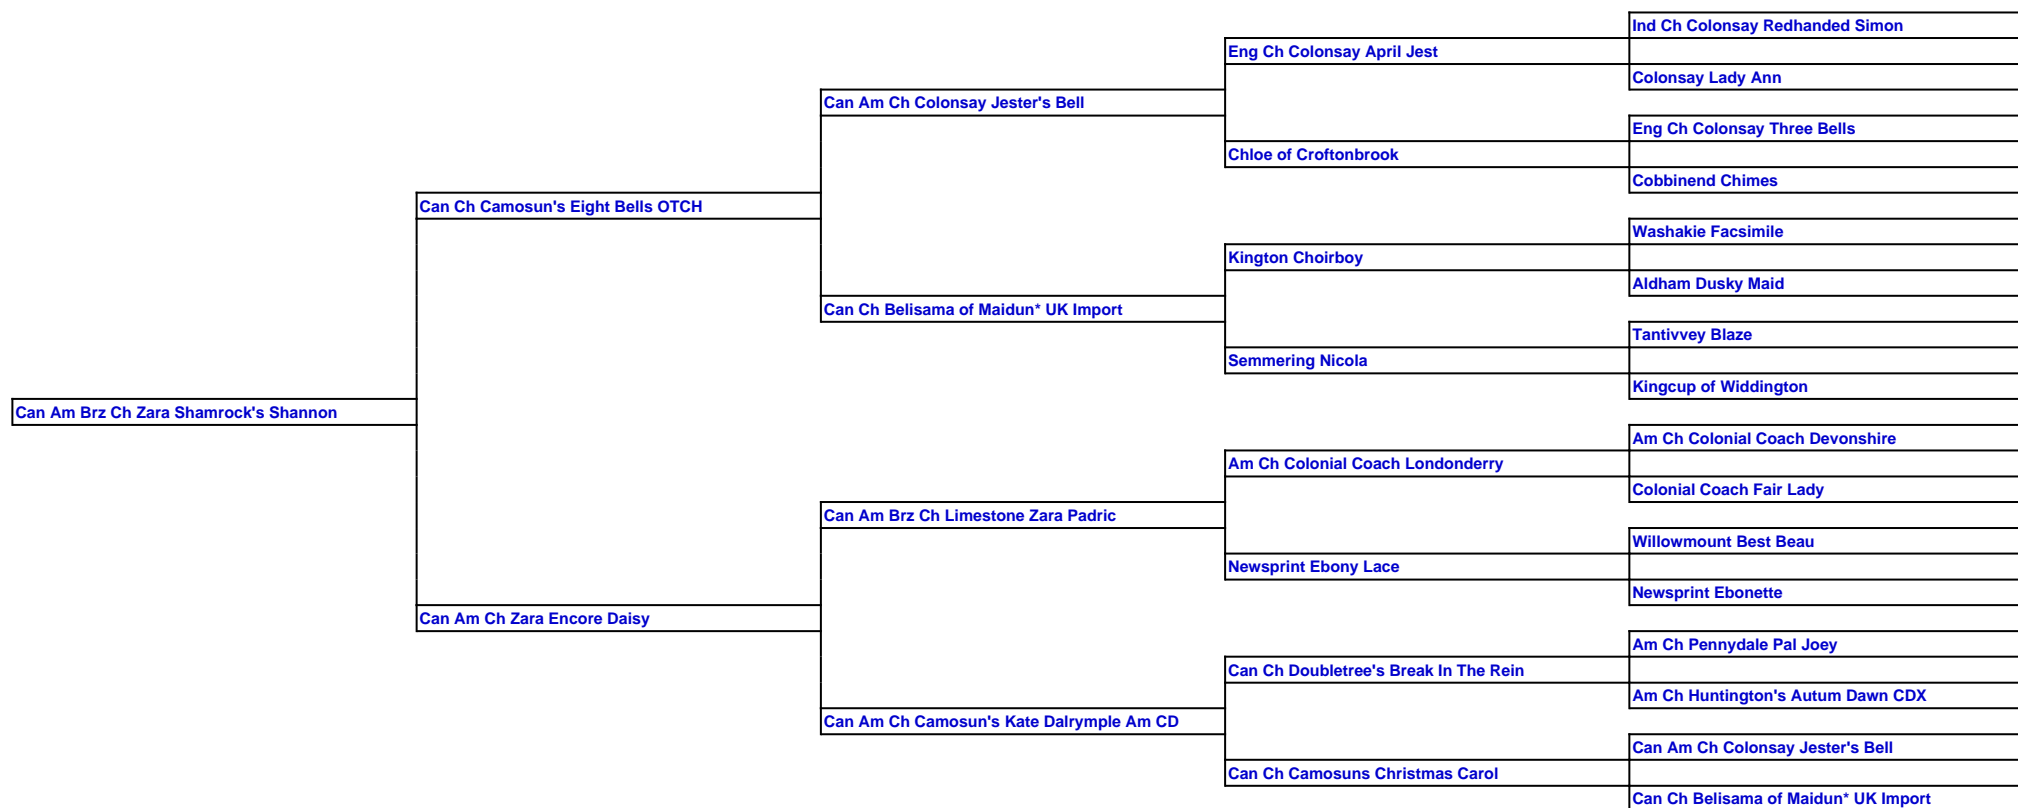 Ind Ch Colonsay Redhanded Simon
Eng Ch Colonsay April Jest
Colonsay Lady Ann
Can Am Ch Colonsay Jester's Bell
Eng Ch Colonsay Three Bells
Chloe of Croftonbrook
Cobbinend Chimes
Can Ch Camosun's Eight Bells OTCH
Washakie Facsimile
Kington Choirboy
Aldham Dusky Maid
Can Ch Belisama of Maidun* UK Import
Tantivvey Blaze
Semmering Nicola
Kingcup of Widdington
Can Am Brz Ch Zara Shamrock's Shannon
Am Ch Colonial Coach Devonshire
Am Ch Colonial Coach Londonderry
Colonial Coach Fair Lady
Can Am Brz Ch Limestone Zara Padric
Willowmount Best Beau
Newsprint Ebony Lace
Newsprint Ebonette
Can Am Ch Zara Encore Daisy
Am Ch Pennydale Pal Joey
Can Ch Doubletree's Break In The Rein
Am Ch Huntington's Autum Dawn CDX
Can Am Ch Camosun's Kate Dalrymple Am CD
Can Am Ch Colonsay Jester's Bell
Can Ch Camosuns Christmas Carol
Can Ch Belisama of Maidun* UK Import